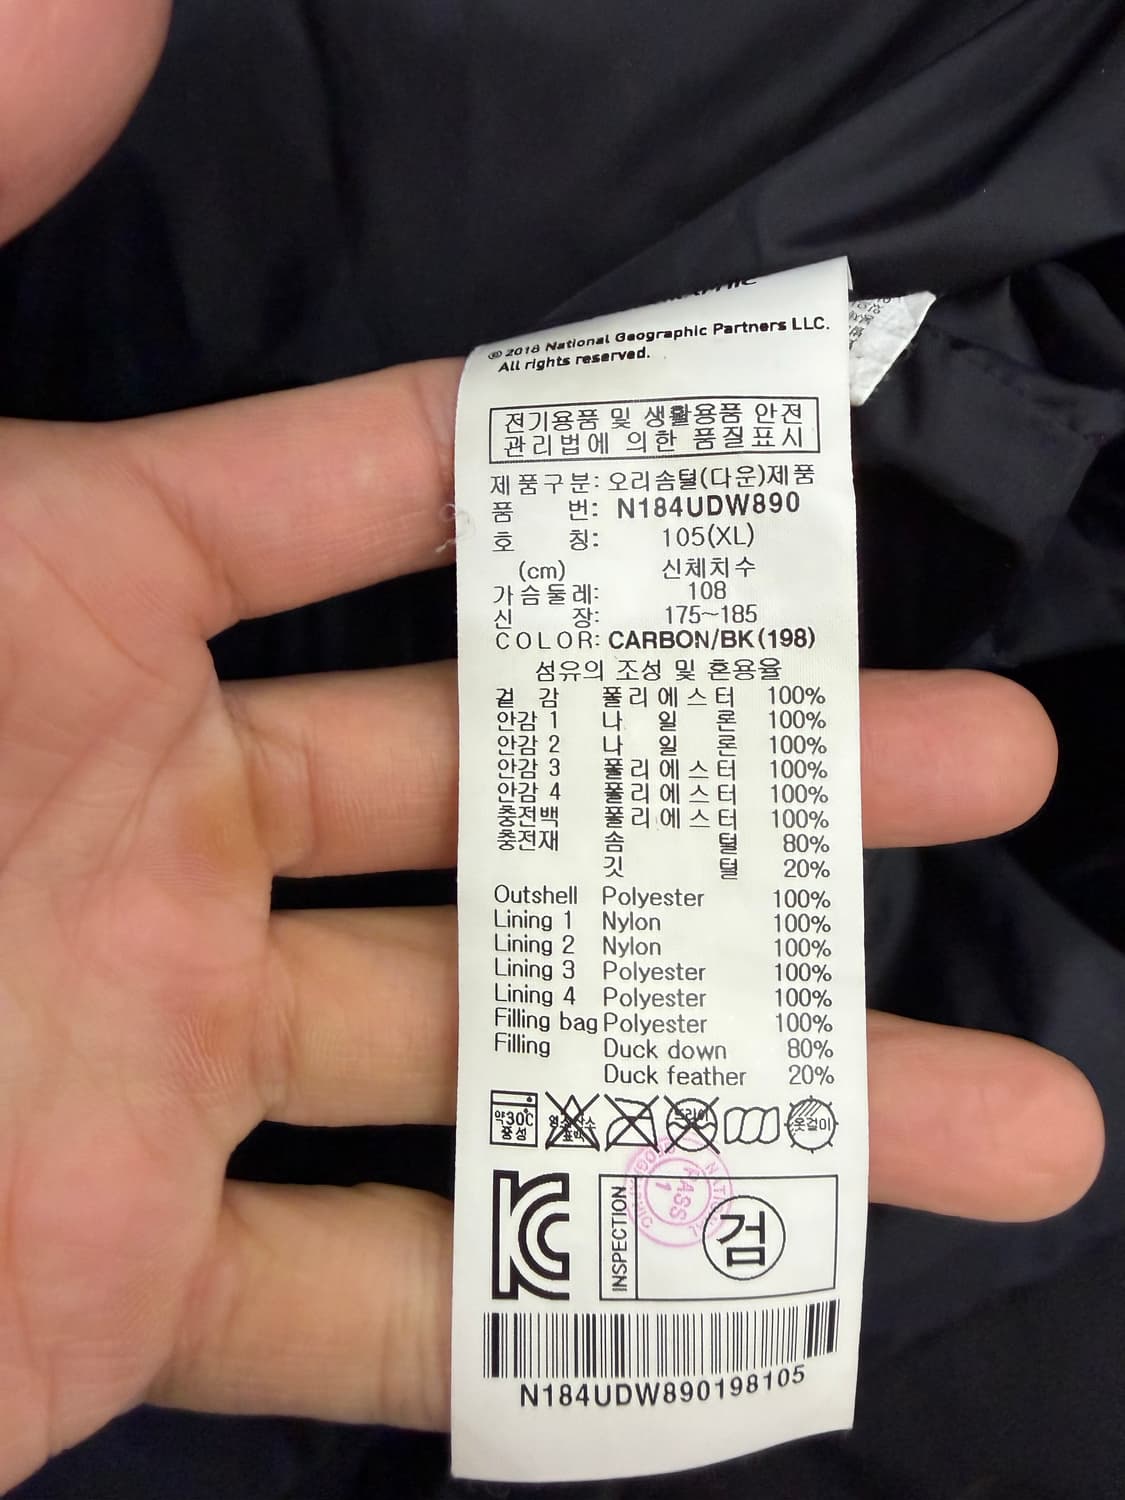 © 2018 National Geographic Partners LLC.
All rights reserved.
전기용품 및 생활용품 안전
관리법에 의한 품질표시
제품구분: 오리솜털(다운)제품
품 번: N184UDW890
호 칭: 105(XL)
(cm) 신체치수
가슴둘레: 108
신 장: 175~185
COLOR: CARBON/BK(198)
섬유의 조성 및 혼용율
겉 감 폴리에스터 100%
안감 1 나 일 론 100%
안감 2 나 일 론 100%
안감 3 폴리에스터 100%
안감 4 폴리에스터 100%
충전백 폴리에스터 100%
충전재 솜 털 80%
깃 털 20%
Outshell Polyester 100%
Lining 1 Nylon 100%
Lining 2 Nylon 100%
Lining 3 Polyester 100%
Lining 4 Polyester 100%
Filling bag Polyester 100%
Filling Duck down 80%
Duck feather 20%
약30℃ 중성
염소산소 표백
드라이
옷걸이
PASS 1
INSPECTION 검
N184UDW890198105